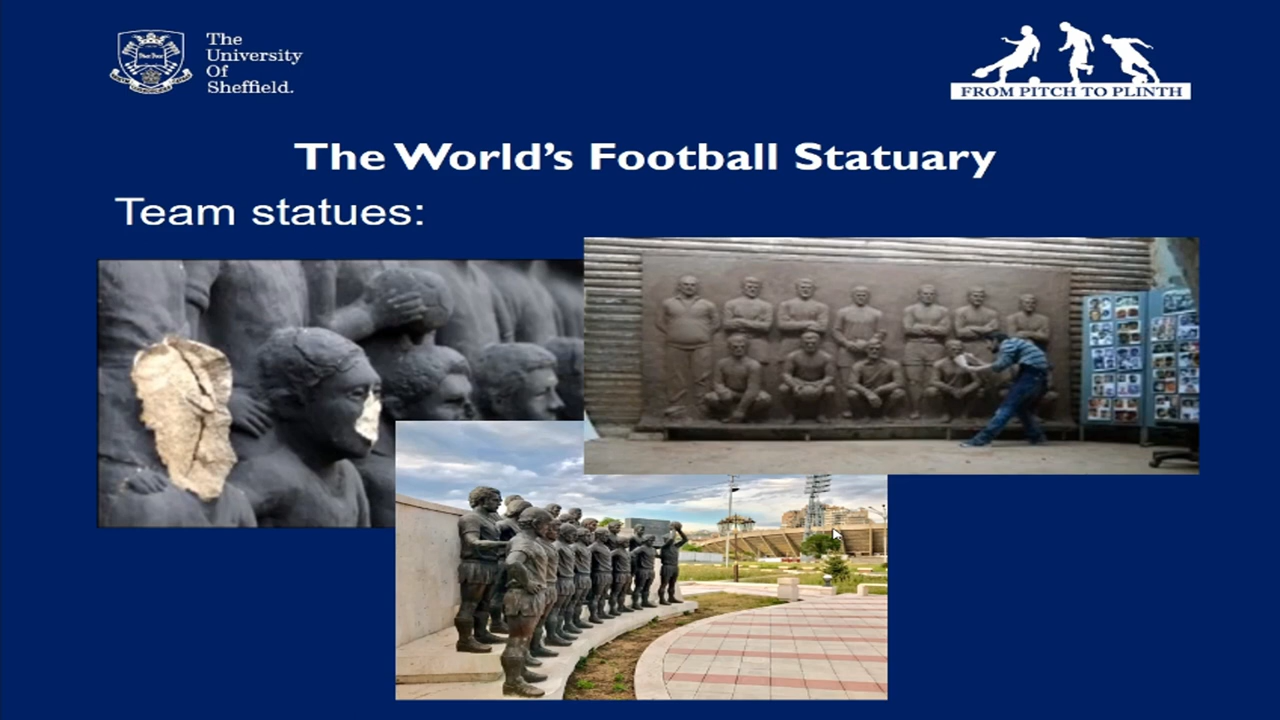 The
University
Of
Sheffield.
FROM PITCH TO PLINTH
The World's Football Statuary
Team statues: